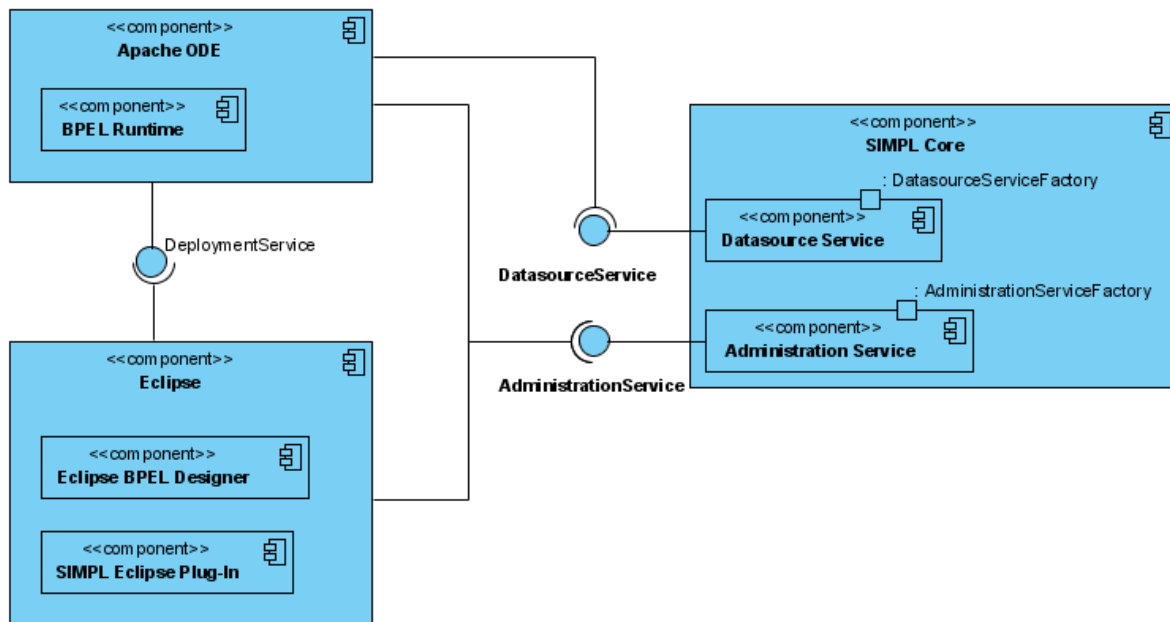 <<component>>
Apache ODE
<<component>>
BPEL Runtime
DeploymentService
<<component>>
Eclipse
<<component>>
Eclipse BPEL Designer
<<component>>
SIMPL Eclipse Plug-In
DatasourceService
AdministrationService
<<component>>
SIMPL Core
: DatasourceServiceFactory
<<component>>
Datasource Service
: AdministrationServiceFactory
<<component>>
Administration Service